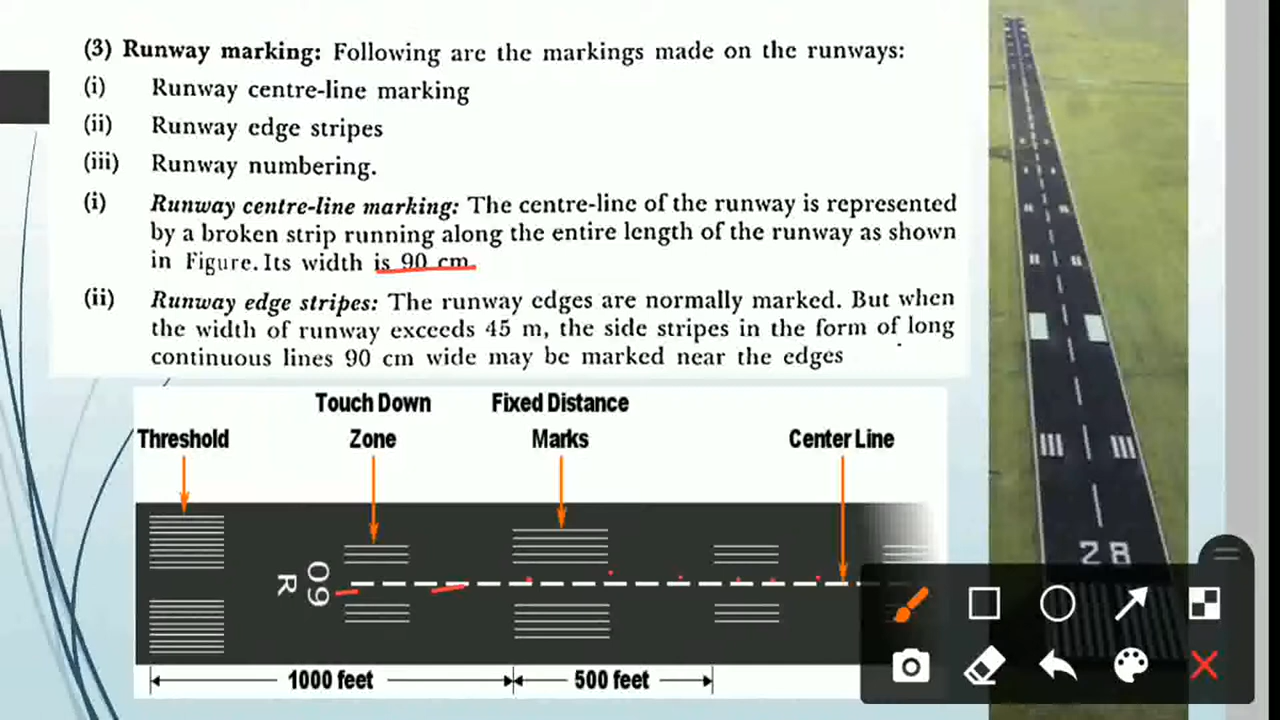 (3) Runway marking: Following are the markings made on the runways:
(i) Runway centre-line marking
(ii) Runway edge stripes
(iii) Runway numbering.
(i) Runway centre-line marking: The centre-line of the runway is represented
by a broken strip running along the entire length of the runway as shown
in Figure. Its width is 90 cm
(ii) Runway edge stripes: The runway edges are normally marked. But when
the width of runway exceeds 45 m, the side stripes in the form of long
continuous lines 90 cm wide may be marked near the edges
Touch Down
Zone
Fixed Distance
Marks
Threshold
Center Line
09
R
1000 feet
500 feet
28